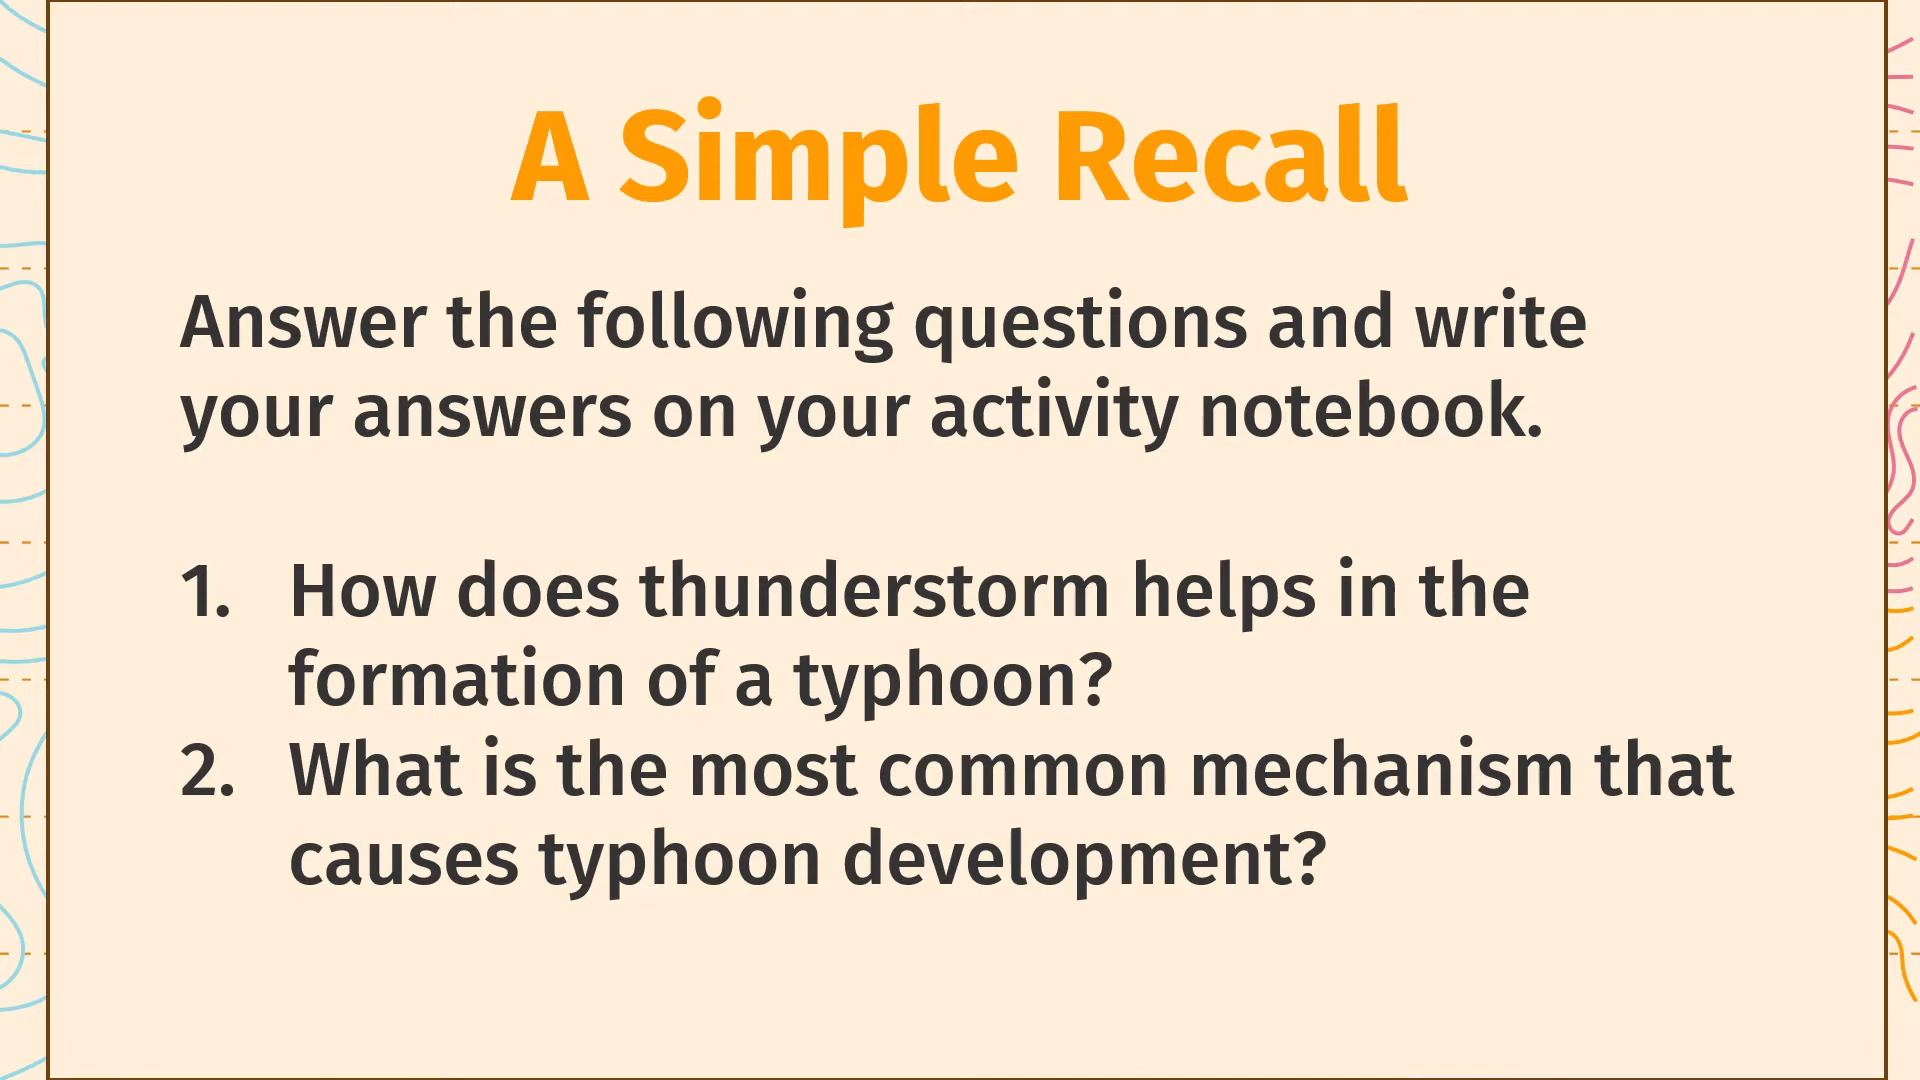 A Simple Recall
Answer the following questions and write
your answers on your activity notebook.
1. How does thunderstorm helps in the
formation of a typhoon?
2. What is the most common mechanism that
causes typhoon development?